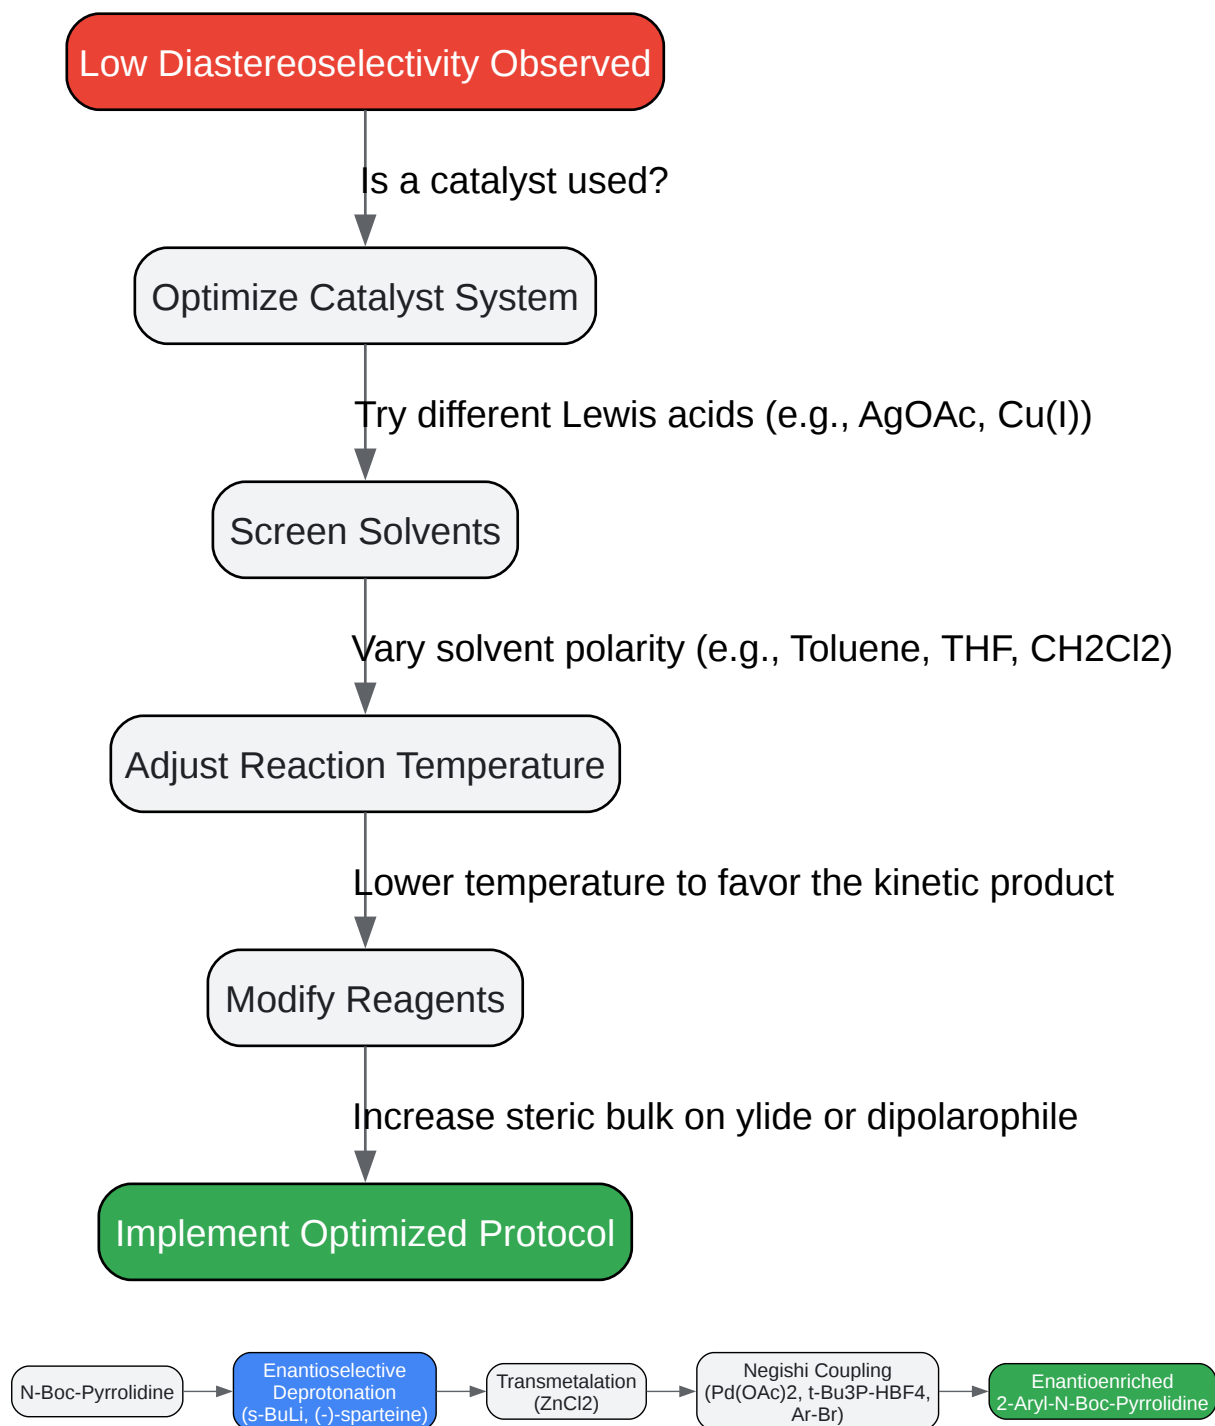 Low Diastereoselectivity Observed
Is a catalyst used?
Optimize Catalyst System
Try different Lewis acids (e.g., AgOAc, Cu(I))
Screen Solvents
Vary solvent polarity (e.g., Toluene, THF, CH2Cl2)
Adjust Reaction Temperature
Lower temperature to favor the kinetic product
Modify Reagents
Increase steric bulk on ylide or dipolarophile
Implement Optimized Protocol
N-Boc-Pyrrolidine
Enantioselective
Deprotonation
(s-BuLi, (-)-sparteine)
Transmetalation
(ZnCl2)
Negishi Coupling
(Pd(OAc)2, t-Bu3P-HBF4,
Ar-Br)
Enantioenriched
2-Aryl-N-Boc-Pyrrolidine